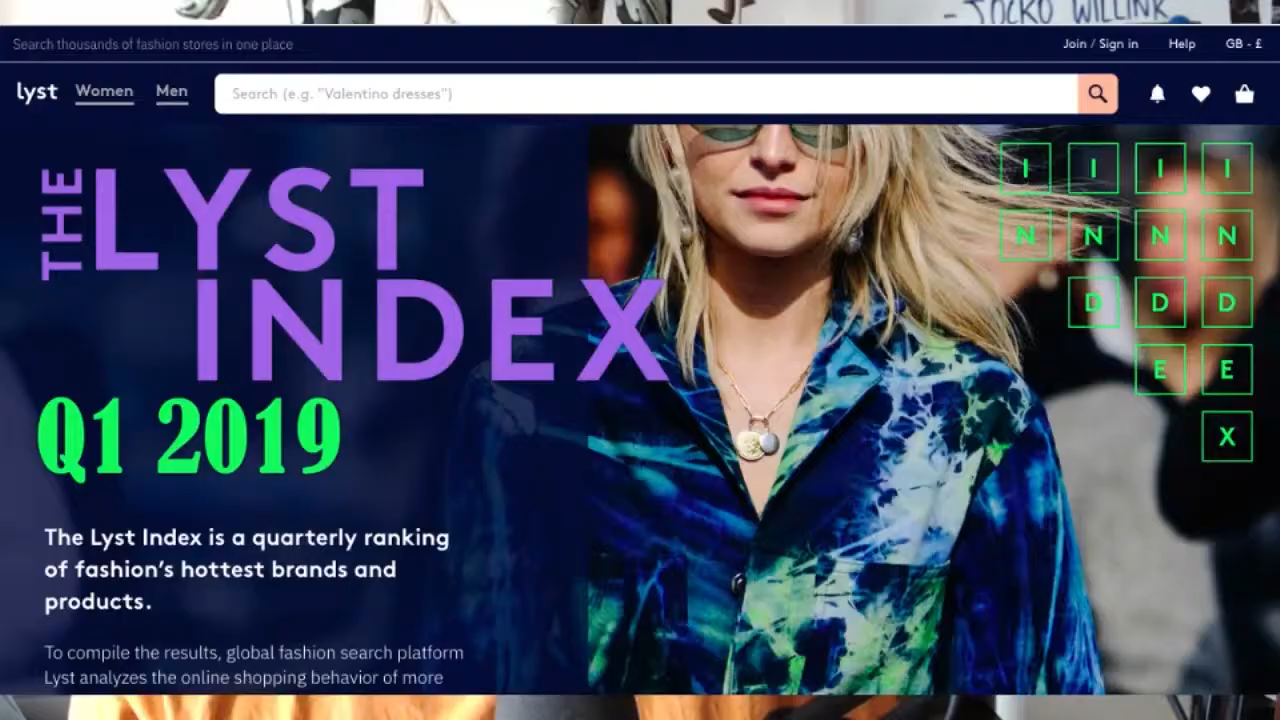 - JOCKO WILLINK
Search thousands of fashion stores in one place
Join / Sign in Help GB - £
lyst Women Men
Search (e.g. "Valentino dresses")
THE LYST
INDEX
Q1 2019
The Lyst Index is a quarterly ranking
of fashion’s hottest brands and
products.
To compile the results, global fashion search platform
Lyst analyzes the online shopping behavior of more
I I I I
N N N N
D D D
E E
X